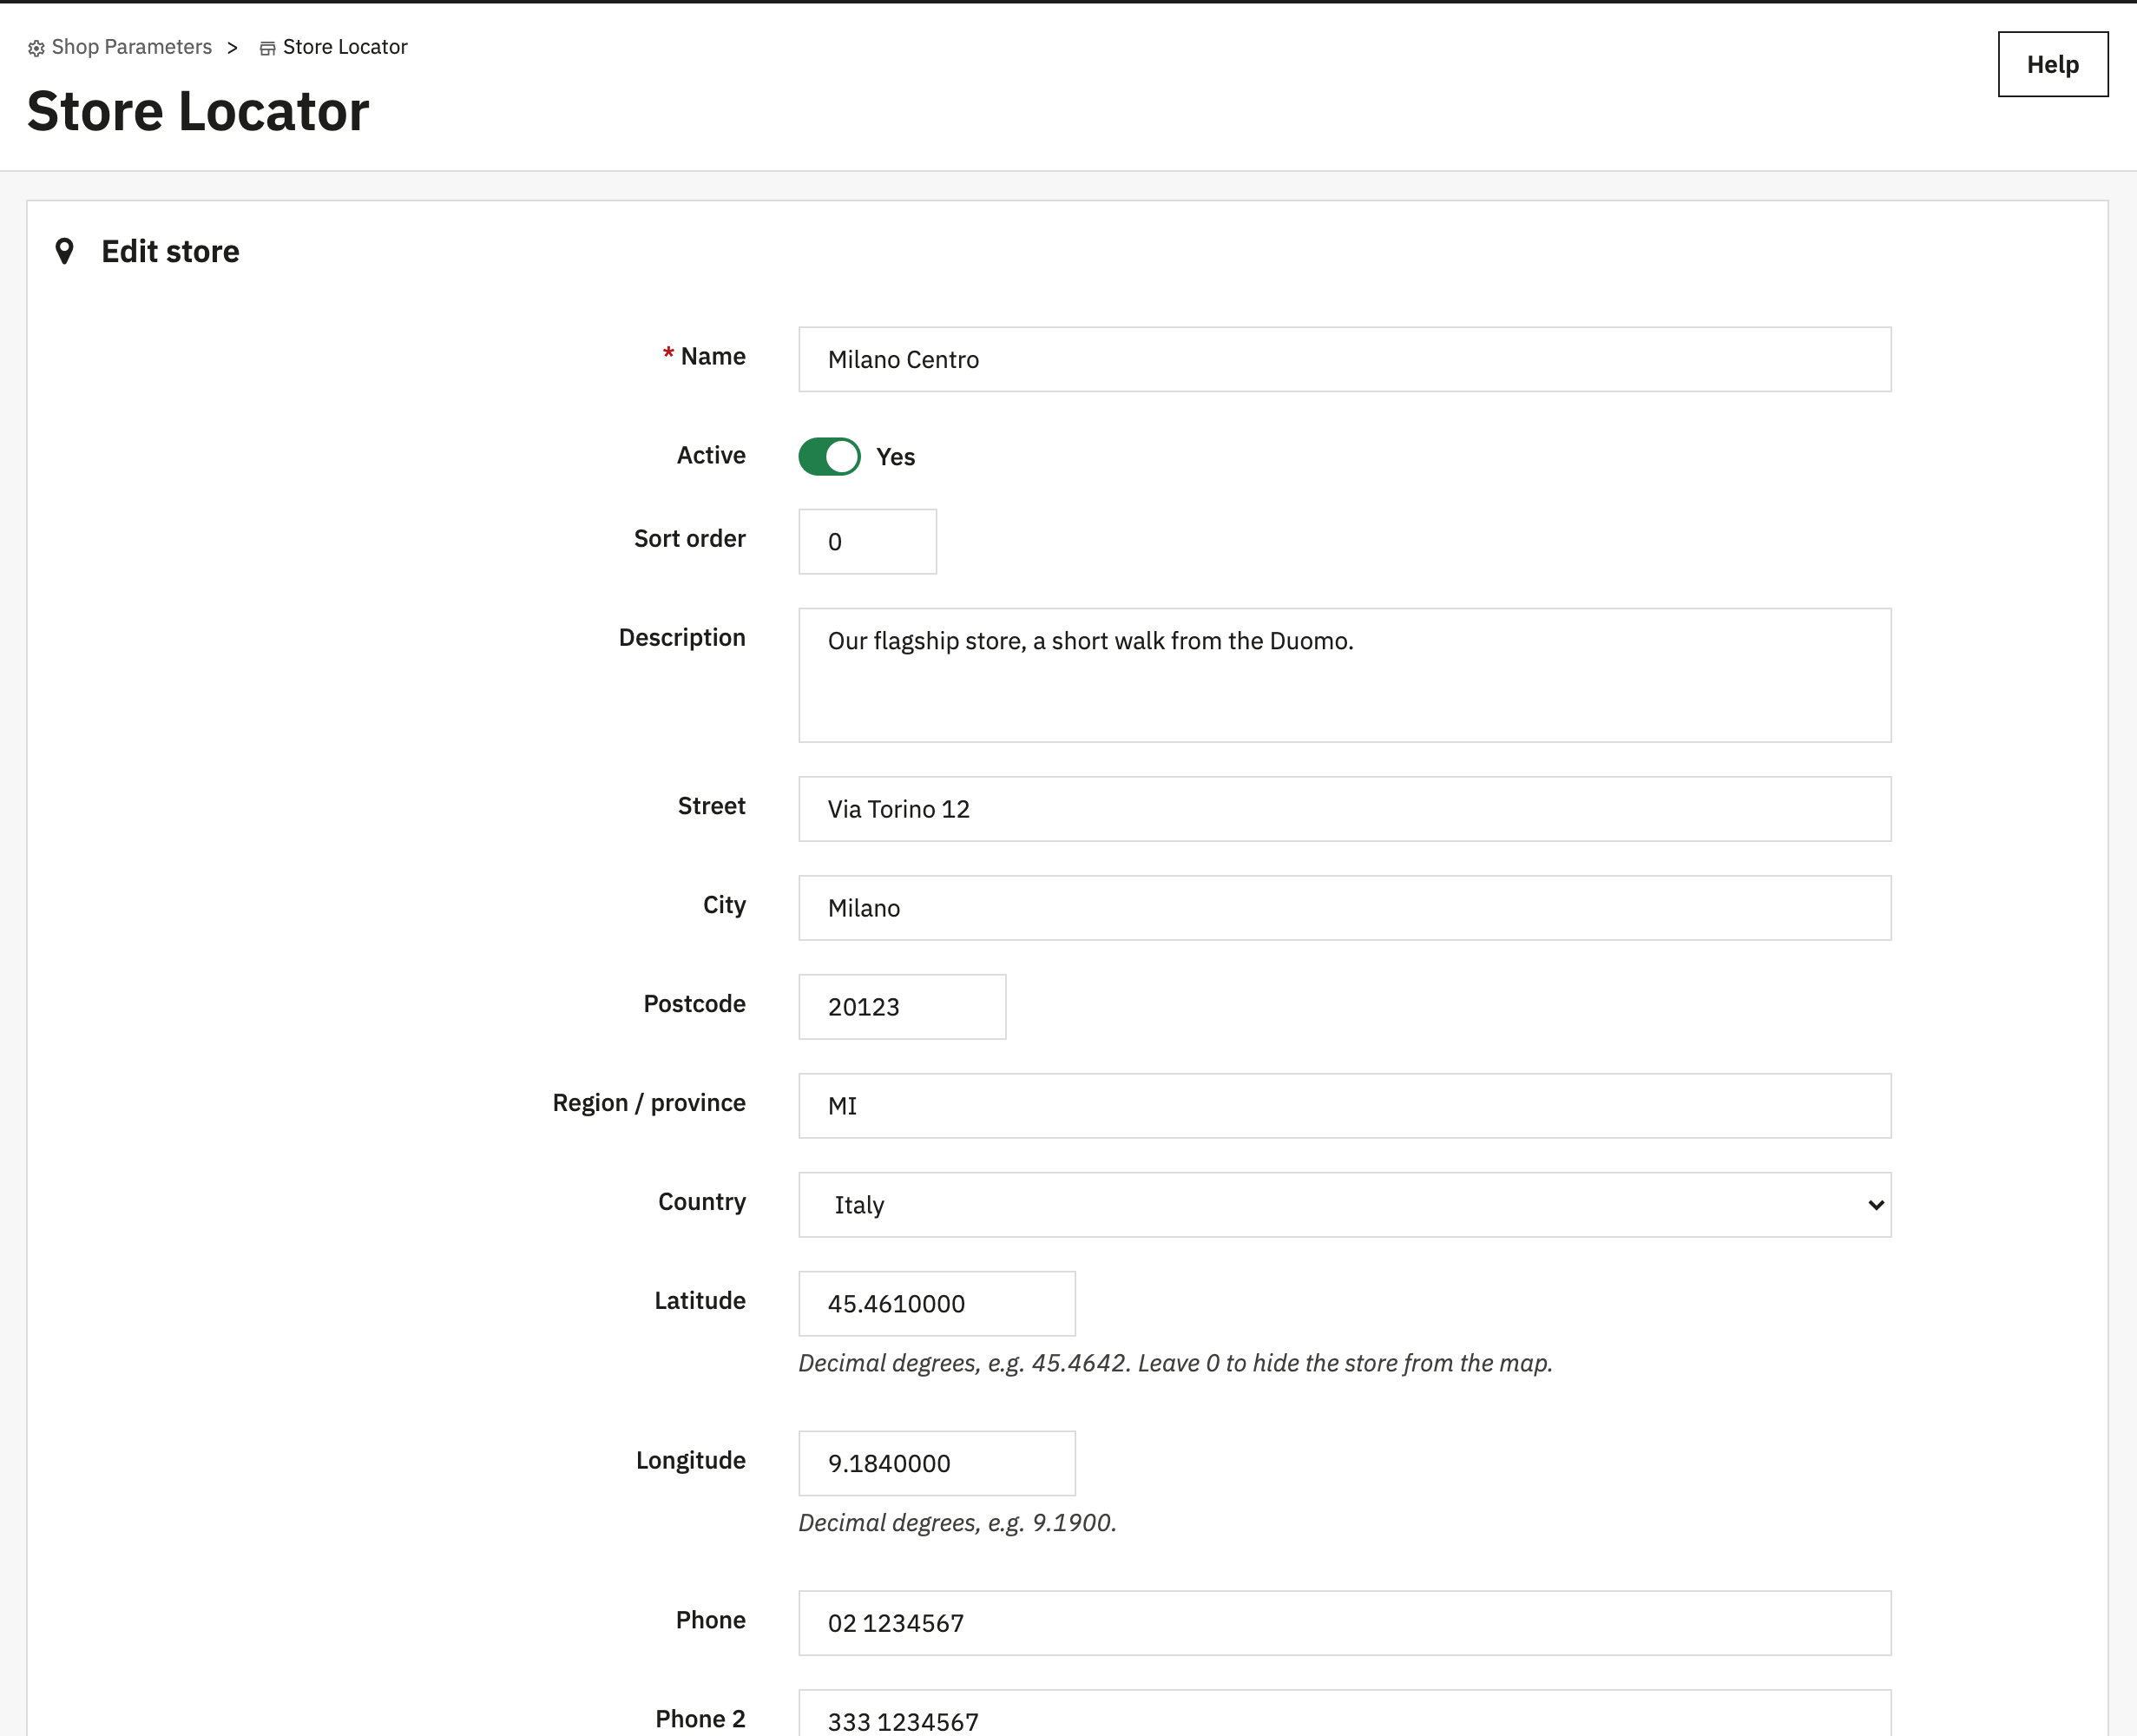 Shop Parameters > Store Locator
Help
Store Locator
Edit store
* Name
Milano Centro
Active
Yes
Sort order
0
Description
Our flagship store, a short walk from the Duomo.
Street
Via Torino 12
City
Milano
Postcode
20123
Region / province
MI
Country
Italy
Latitude
45.4610000
Decimal degrees, e.g. 45.4642. Leave 0 to hide the store from the map.
Longitude
9.1840000
Decimal degrees, e.g. 9.1900.
Phone
02 1234567
Phone 2
333 1234567